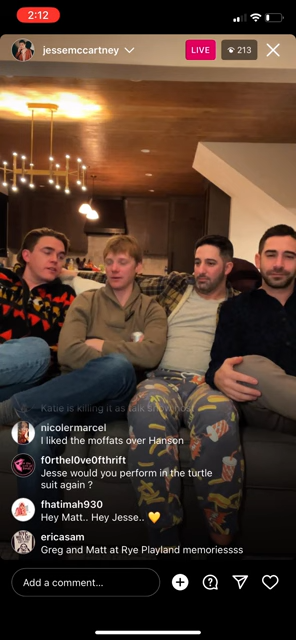 2:12
jessemccartney
LIVE
213
Katie is killing it as talk show host
nicolermarcel
I liked the moffats over Hanson
f0rthel0ve0fthrift
Jesse would you perform in the turtle
suit again ?
fhatimah930
Hey Matt.. Hey Jesse.. 💛
ericasam
Greg and Matt at Rye Playland memoriessss
Add a comment...